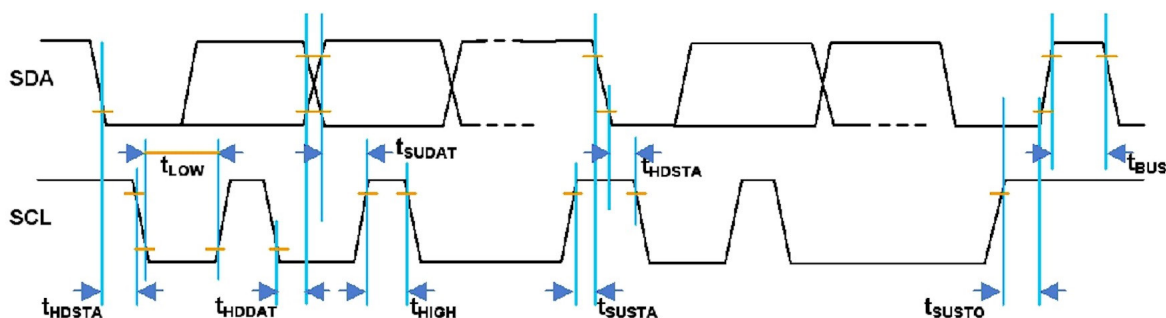 SDA
tSUDAT
tLOW
tHDSTA
tBUS
SCL
tHDSTA
tHDDAT
tHIGH
tSUSTA
tSUSTO